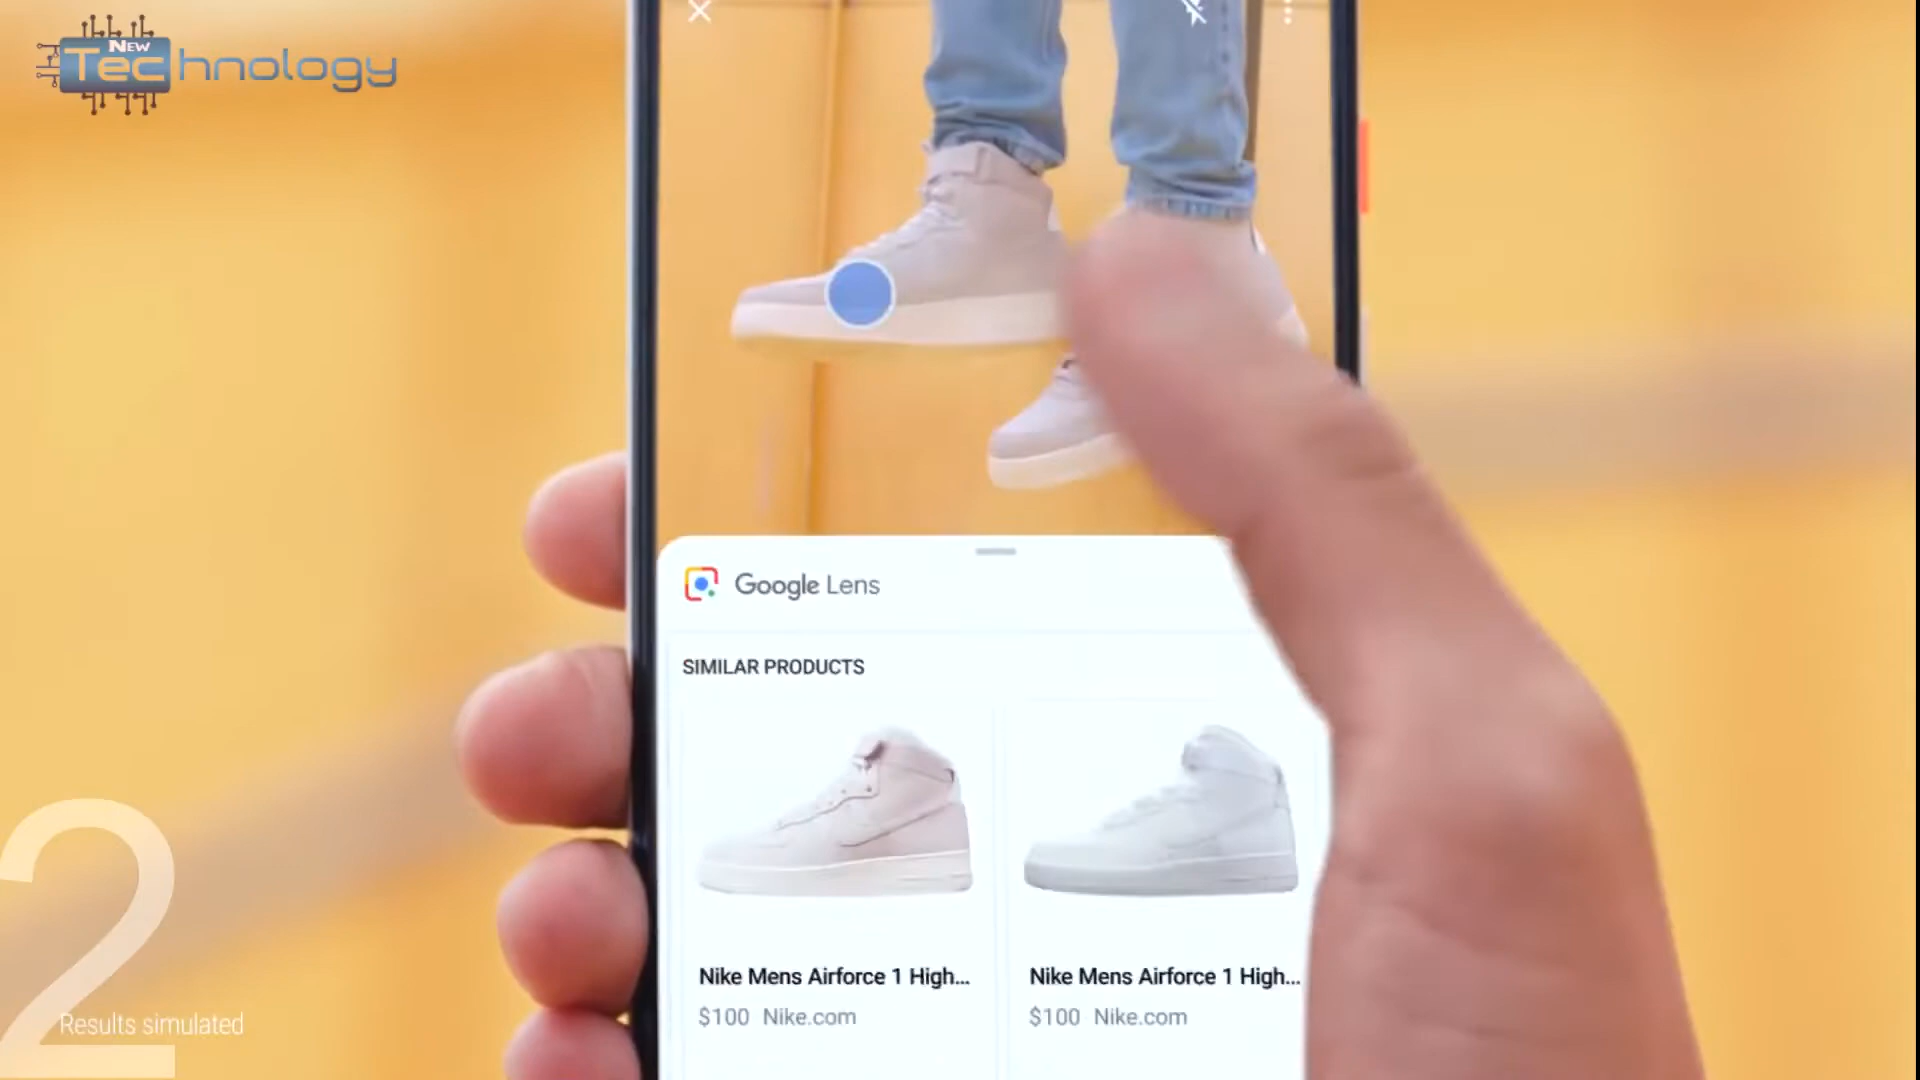 New
Technology
Google Lens
SIMILAR PRODUCTS
Nike Mens Airforce 1 High...
$100 Nike.com
Nike Mens Airforce 1 High...
$100 Nike.com
2
Results simulated